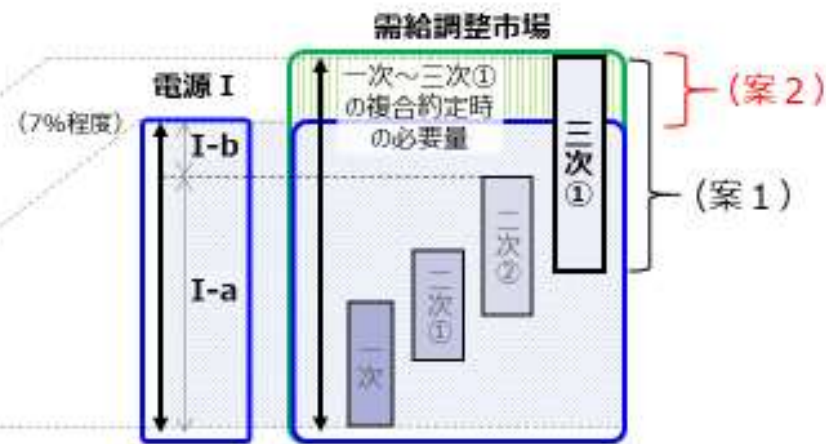 需給調整市場
電源Ⅰ
(7%程度)
Ⅰ-b
Ⅰ-a
一次～三次①
の複合約定時
の必要量
一次
二次①
二次②
三次①
(案2)
(案1)